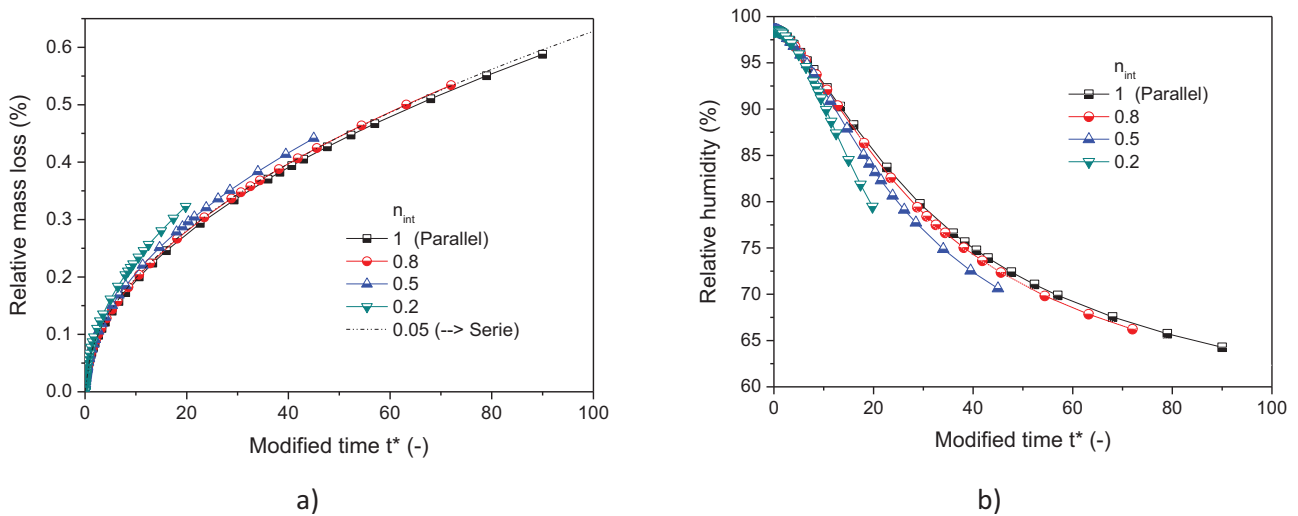 Relative mass loss (%)
0.6
0.5
0.4
0.3
0.2
0.1
0.0
0 20 40 60 80 100
Modified time t* (-)
n_int
1 (Parallel)
0.8
0.5
0.2
0.05 (--> Serie)
a)
Relative humidity (%)
100
95
90
85
80
75
70
65
60
0 20 40 60 80 100
Modified time t* (-)
n_int
1 (Parallel)
0.8
0.5
0.2
b)